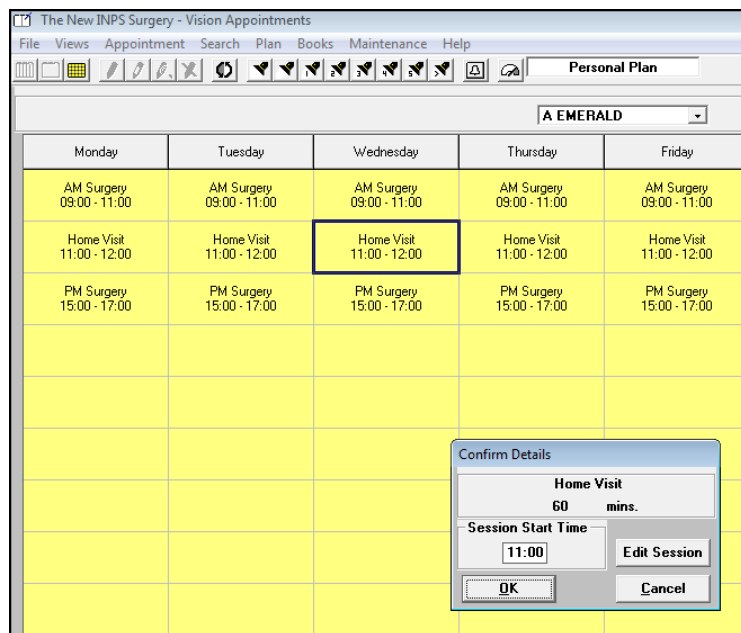 The New INPS Surgery - Vision Appointments
File Views Appointment Search Plan Books Maintenance Help
Personal Plan
A EMERALD
Monday Tuesday Wednesday Thursday Friday
AM Surgery AM Surgery AM Surgery AM Surgery AM Surgery
09:00 - 11:00 09:00 - 11:00 09:00 - 11:00 09:00 - 11:00 09:00 - 11:00
Home Visit Home Visit Home Visit Home Visit Home Visit
11:00 - 12:00 11:00 - 12:00 11:00 - 12:00 11:00 - 12:00 11:00 - 12:00
PM Surgery PM Surgery PM Surgery PM Surgery PM Surgery
15:00 - 17:00 15:00 - 17:00 15:00 - 17:00 15:00 - 17:00 15:00 - 17:00
Confirm Details
Home Visit
60 mins.
Session Start Time
11:00 Edit Session
OK Cancel